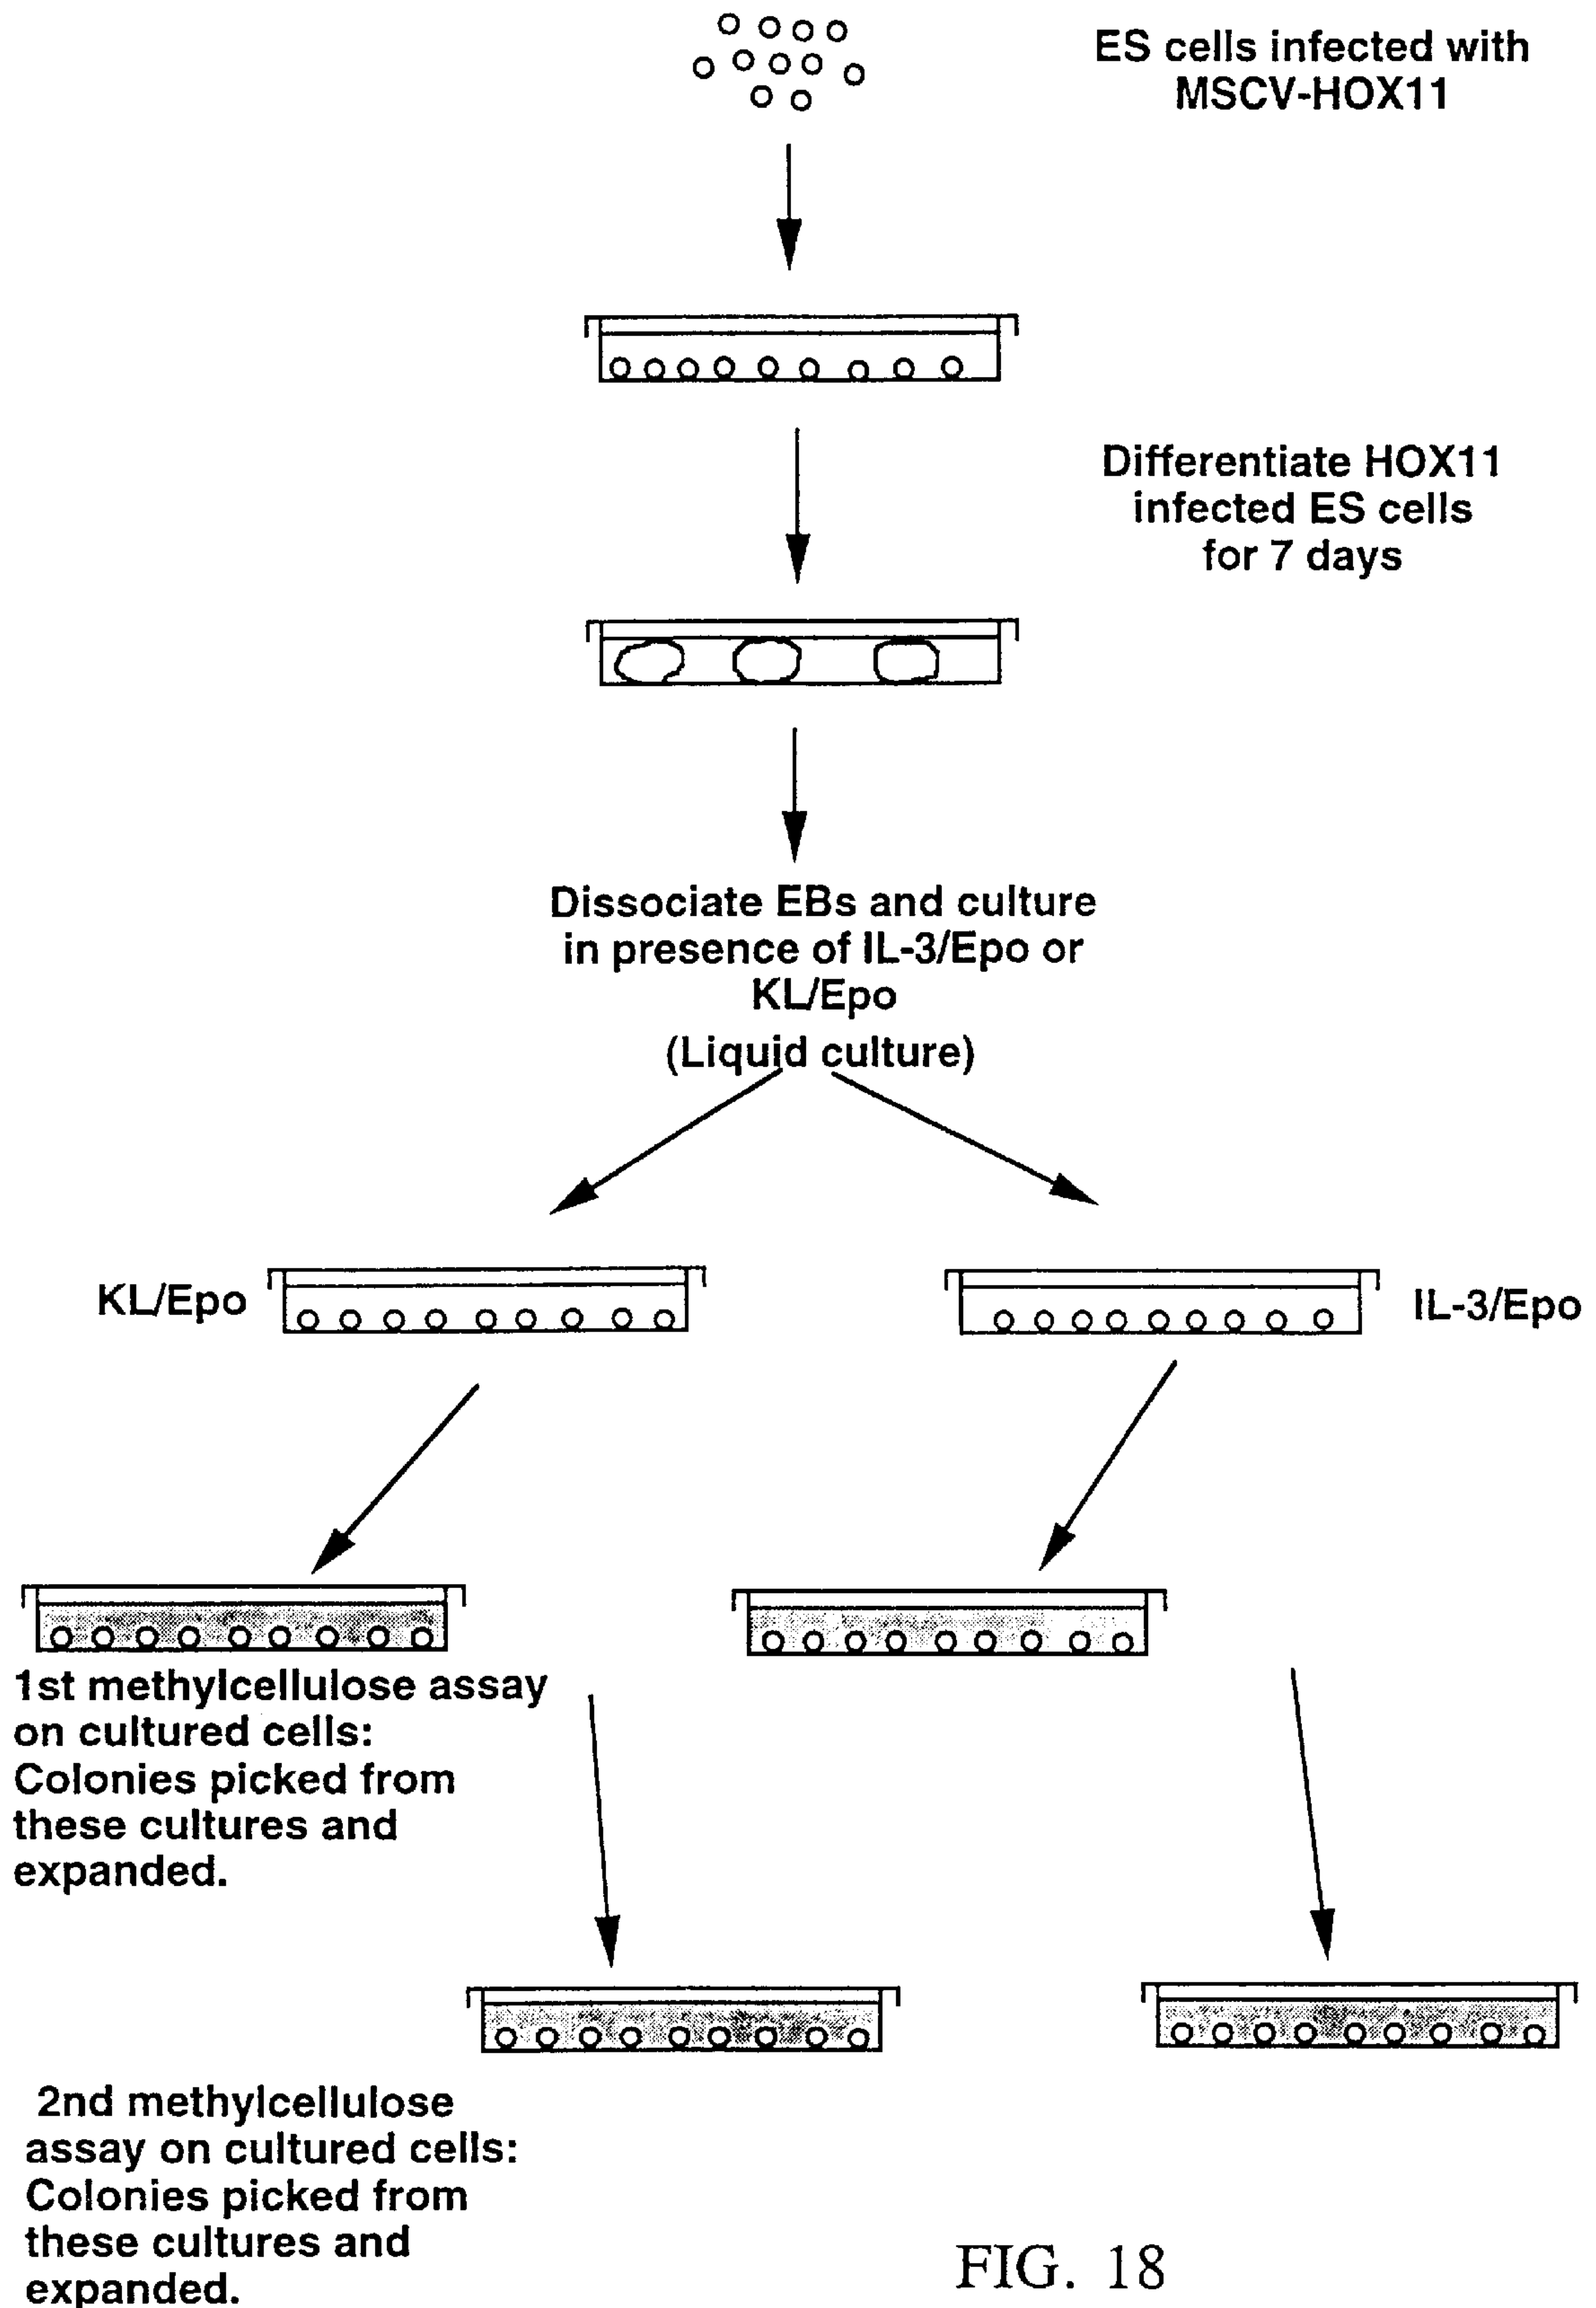 ES cells infected with
MSCV-HOX11
Differentiate HOX11
infected ES cells
for 7 days
Dissociate EBs and culture
in presence of IL-3/Epo or
KL/Epo
(Liquid culture)
KL/Epo
IL-3/Epo
1st methylcellulose assay
on cultured cells:
Colonies picked from
these cultures and
expanded.
2nd methylcellulose
assay on cultured cells:
Colonies picked from
these cultures and
expanded.
FIG. 18